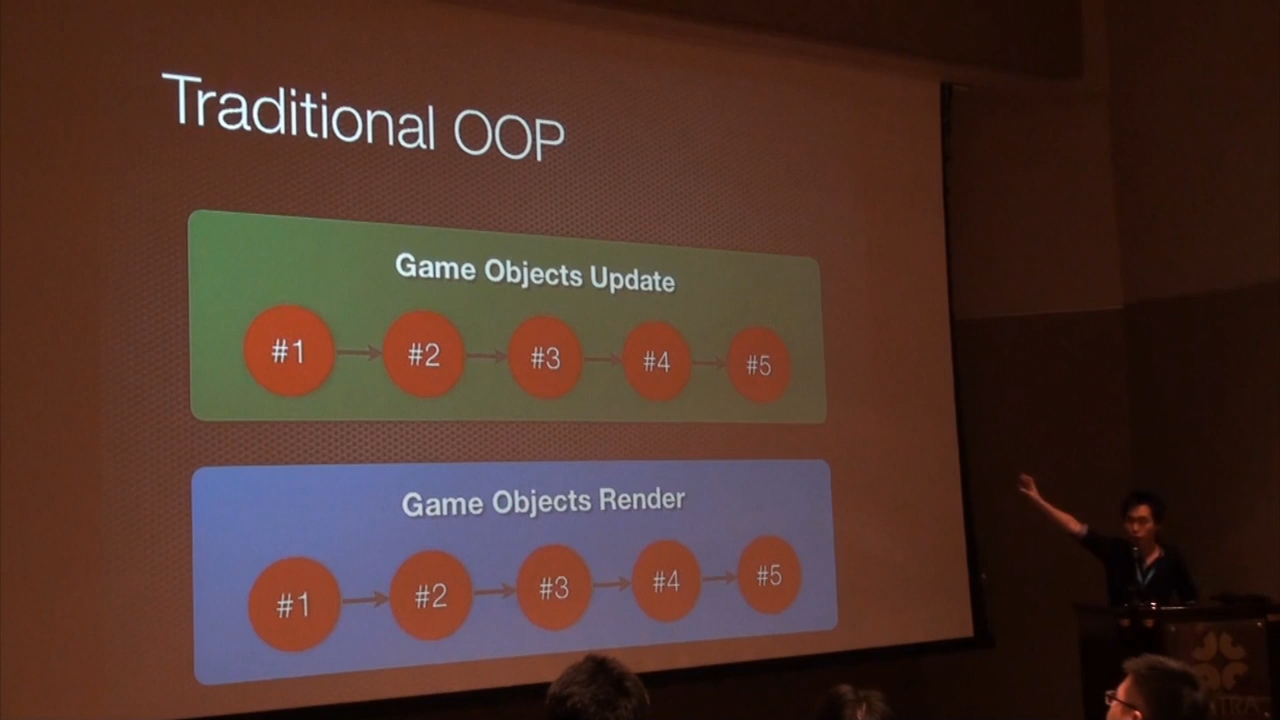 Traditional OOP
Game Objects Update
#1 #2 #3 #4 #5
Game Objects Render
#1 #2 #3 #4 #5